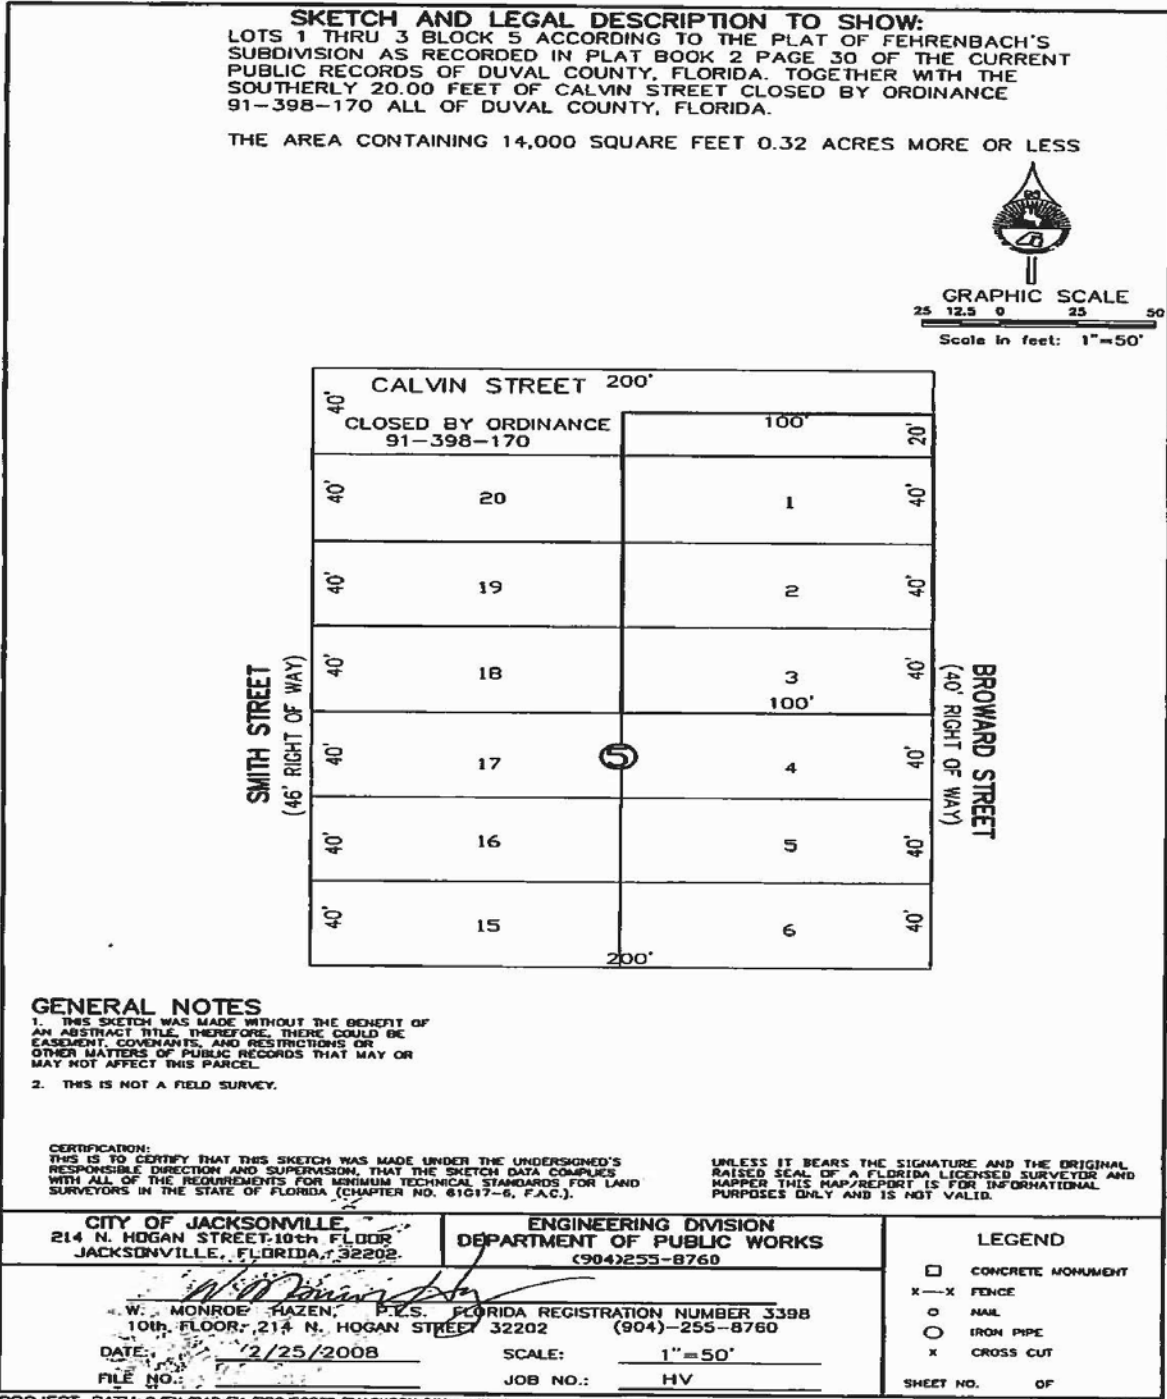 SKETCH AND LEGAL DESCRIPTION TO SHOW:
LOTS 1 THRU 3 BLOCK 5 ACCORDING TO THE PLAT OF FEHRENBACH'S
SUBDIVISION AS RECORDED IN PLAT BOOK 2 PAGE 30 OF THE CURRENT
PUBLIC RECORDS OF DUVAL COUNTY, FLORIDA. TOGETHER WITH THE
SOUTHERLY 20.00 FEET OF CALVIN STREET CLOSED BY ORDINANCE
91-398-170 ALL OF DUVAL COUNTY, FLORIDA.
THE AREA CONTAINING 14,000 SQUARE FEET 0.32 ACRES MORE OR LESS
GRAPHIC SCALE
25 12.5 0 25 50
Scale in feet: 1"=50'
CALVIN STREET 200'
40'
CLOSED BY ORDINANCE
91-398-170
100'
20'
40' 20 1 40'
40' 19 2 40'
40' 18 3 40'
100'
40' 17 5 4 40'
40' 16 5 40'
40' 15 6 40'
200'
SMITH STREET
(46' RIGHT OF WAY)
BROWARD STREET
(40' RIGHT OF WAY)
GENERAL NOTES
1. THIS SKETCH WAS MADE WITHOUT THE BENEFIT OF
AN ABSTRACT TITLE, THEREFORE, THERE COULD BE
EASEMENT, COVENANTS, AND RESTRICTIONS OR
OTHER MATTERS OF PUBLIC RECORDS THAT MAY OR
MAY NOT AFFECT THIS PARCEL
2. THIS IS NOT A FIELD SURVEY.
CERTIFICATION:
THIS IS TO CERTIFY THAT THIS SKETCH WAS MADE UNDER THE UNDERSIGNED'S
RESPONSIBLE DIRECTION AND SUPERVISION, THAT THE SKETCH DATA COMPLIES
WITH ALL OF THE REQUIREMENTS FOR MINIMUM TECHNICAL STANDARDS FOR LAND
SURVEYORS IN THE STATE OF FLORIDA (CHAPTER NO. 61G17-6, F.A.C.).
UNLESS IT BEARS THE SIGNATURE AND THE ORIGINAL
RAISED SEAL OF A FLORIDA LICENSED SURVEYOR AND
MAPPER THIS MAP/REPORT IS FOR INFORMATIONAL
PURPOSES ONLY AND IS NOT VALID.
CITY OF JACKSONVILLE,
214 N. HOGAN STREET, 10th FLOOR
JACKSONVILLE, FLORIDA, 32202.
ENGINEERING DIVISION
DEPARTMENT OF PUBLIC WORKS
(904)255-8760
W. MONROE HAZEN, P.L.S. FLORIDA REGISTRATION NUMBER 3398
10th FLOOR, 214 N. HOGAN STREET 32202 (904)-255-8760
DATE: 2/25/2008 SCALE: 1"=50'
FILE NO.: JOB NO.: HV
LEGEND
CONCRETE MONUMENT
X—X FENCE
NAIL
IRON PIPE
X CROSS CUT
SHEET NO. OF